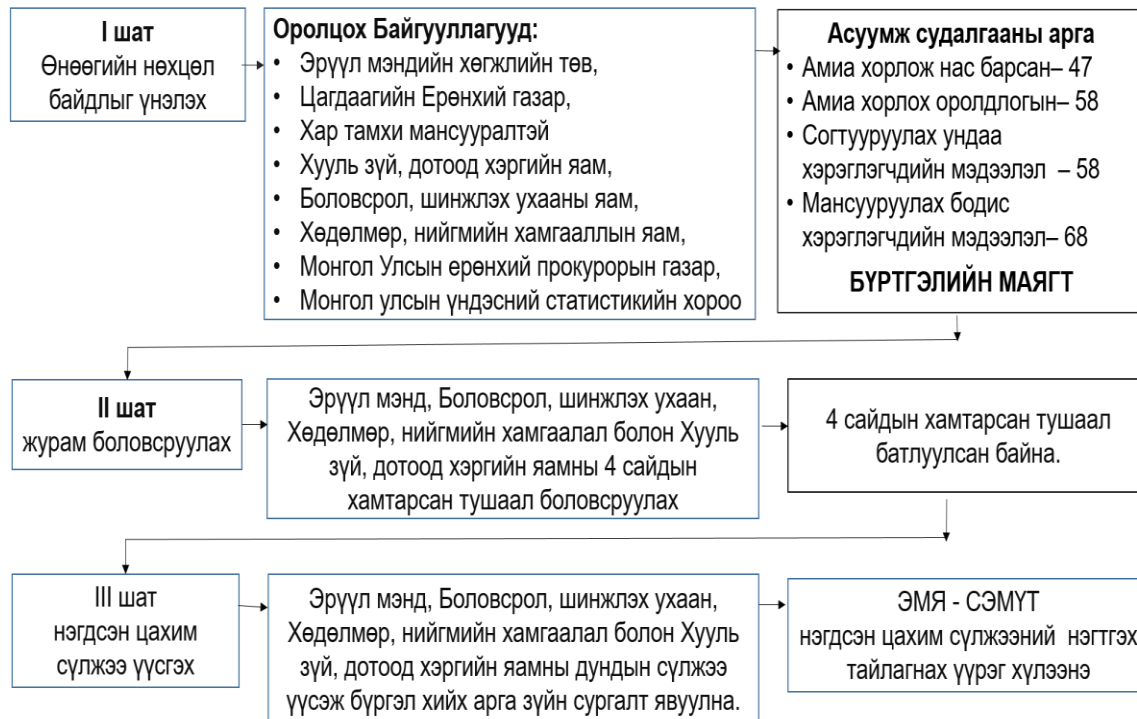 I шат
Өнөөгийн нөхцөл
байдлыг үнэлэх
Оролцох Байгууллагууд:
• Эрүүл мэндийн хөгжлийн төв,
• Цагдаагийн Ерөнхий газар,
• Хар тамхи мансууралтэй
• Хууль зүй, дотоод хэргийн яам,
• Боловсрол, шинжлэх ухааны яам,
• Хөдөлмөр, нийгмийн хамгааллын яам,
• Монгол Улсын ерөнхий прокурорын газар,
• Монгол улсын үндэсний статистикийн хороо
Асуумж судалгааны арга
• Амиа хорлож нас барсан– 47
• Амиа хорлох оролдлогын– 58
• Согтууруулах ундаа
хэрэглэгчдийн мэдээлэл – 58
• Мансууруулах бодис
хэрэглэгчдийн мэдээлэл– 68
БҮРТГЭЛИЙН МАЯГТ
II шат
журам боловсруулах
Эрүүл мэнд, Боловсрол, шинжлэх ухаан,
Хөдөлмөр, нийгмийн хамгаалал болон Хууль
зүй, дотоод хэргийн яамны 4 сайдын
хамтарсан тушаал боловсруулах
4 сайдын хамтарсан тушаал
батлуулсан байна.
III шат
нэгдсэн цахим
сүлжээ үүсгэх
Эрүүл мэнд, Боловсрол, шинжлэх ухаан,
Хөдөлмөр, нийгмийн хамгаалал болон Хууль
зүй, дотоод хэргийн яамны дундын сүлжээ
үүсэж бүргэл хийх арга зүйн сургалт явуулна.
ЭМЯ - СЭМҮТ
нэгдсэн цахим сүлжээний нэгтгэх
тайлагнах үүрэг хүлээнэ